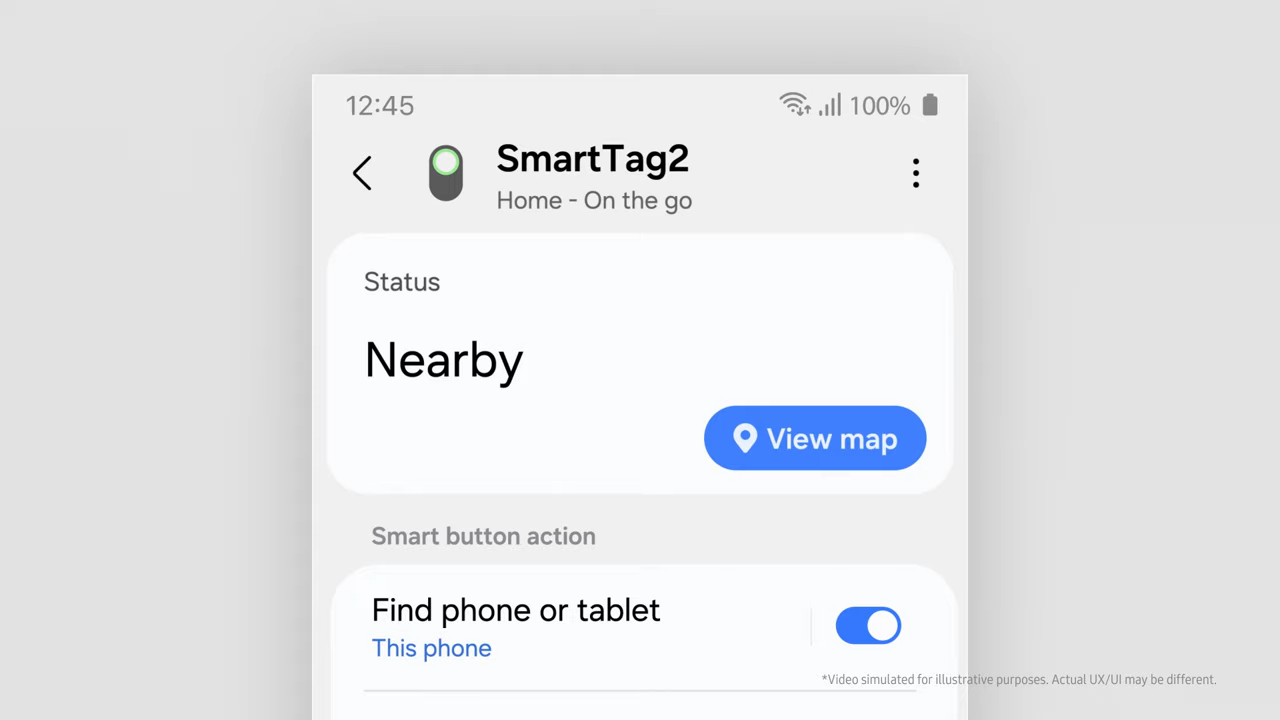 12:45
100%
SmartTag2
Home - On the go
Status
Nearby
View map
Smart button action
Find phone or tablet
This phone
*Video simulated for illustrative purposes. Actual UX/UI may be different.